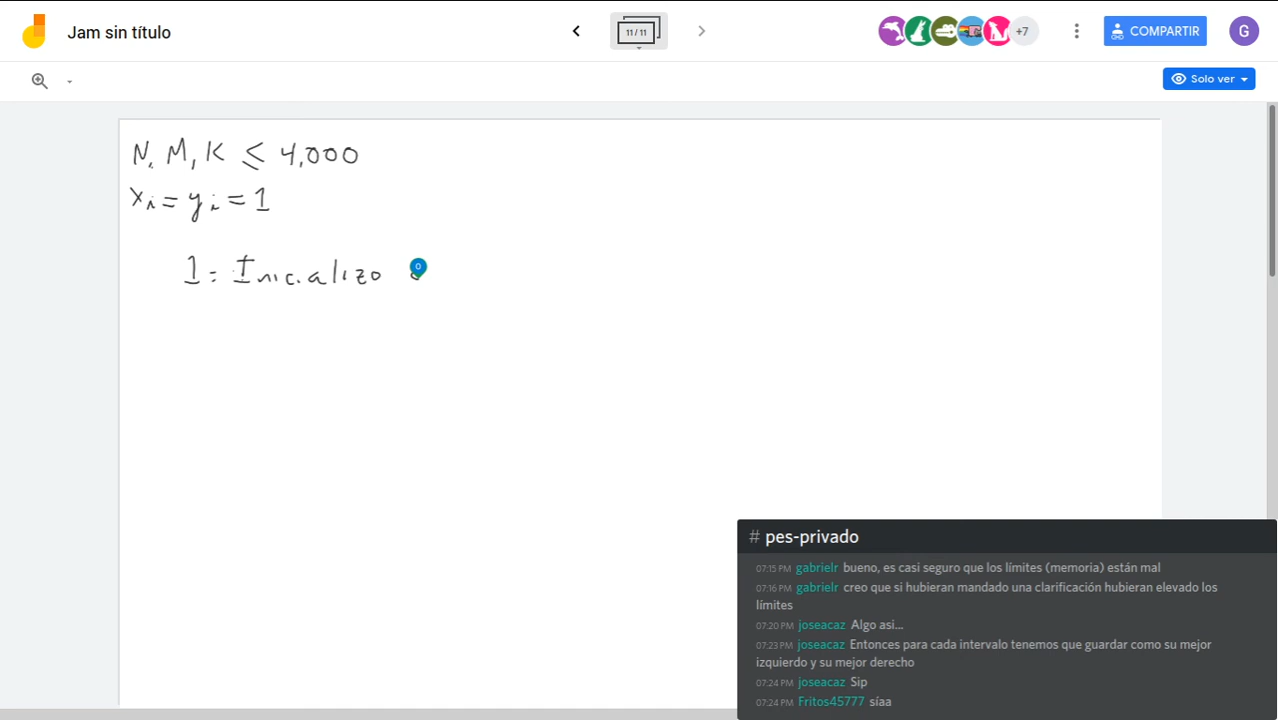 Jam sin título
11 / 11
+7
COMPARTIR
G
Solo ver
N, M, K ≤ 4,000
xi = yi = 1
1: Inicializo
0
# pes-privado
07:15 PM gabrielr bueno, es casi seguro que los límites (memoria) están mal
07:16 PM gabrielr creo que si hubieran mandado una clarificación hubieran elevado los
límites
07:20 PM joseacaz Algo asi...
07:23 PM joseacaz Entonces para cada intervalo tenemos que guardar como su mejor
izquierdo y su mejor derecho
07:24 PM joseacaz Sip
07:24 PM Fritos45777 síaa